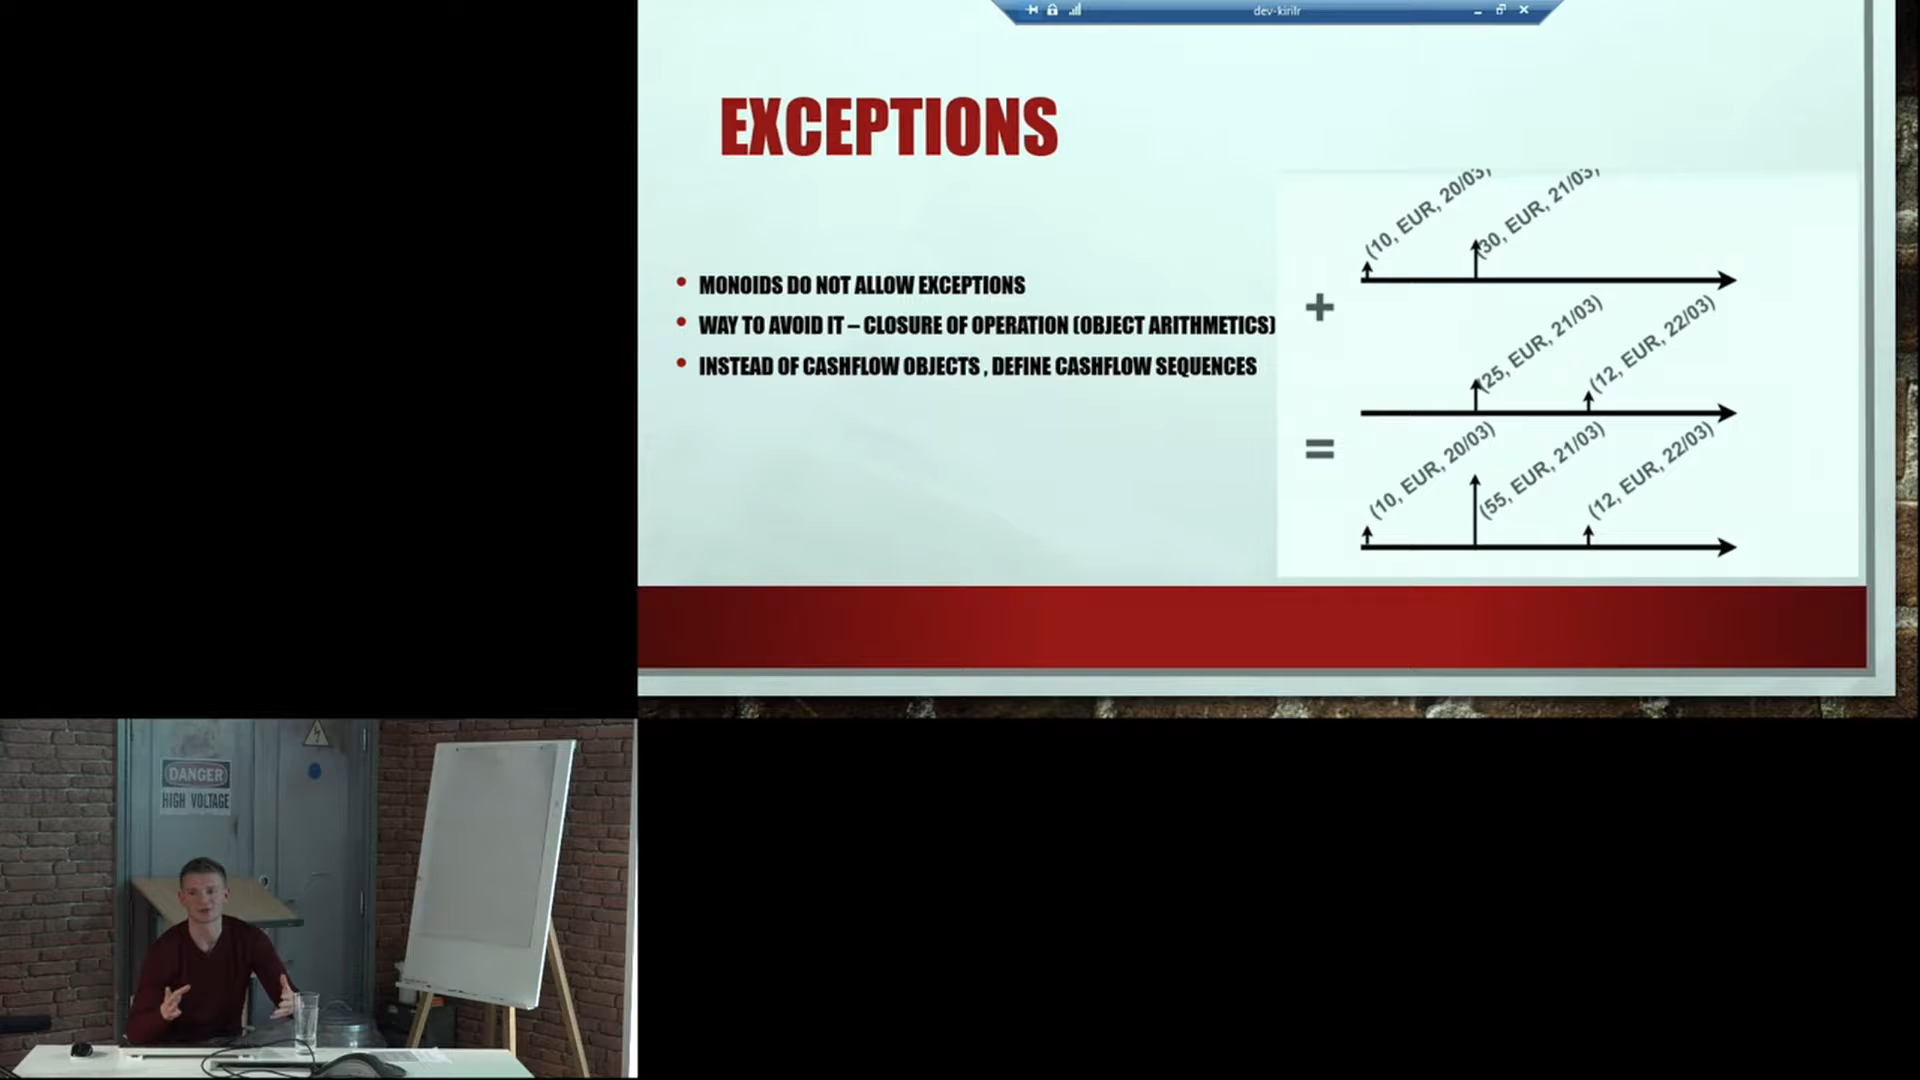 dev-kirilr
EXCEPTIONS
• MONOIDS DO NOT ALLOW EXCEPTIONS
• WAY TO AVOID IT – CLOSURE OF OPERATION (OBJECT ARITHMETICS)
• INSTEAD OF CASHFLOW OBJECTS , DEFINE CASHFLOW SEQUENCES
(10, EUR, 20/03)
(30, EUR, 21/03)
+
(25, EUR, 21/03)
(12, EUR, 22/03)
=
(10, EUR, 20/03)
(55, EUR, 21/03)
(12, EUR, 22/03)
DANGER
HIGH VOLTAGE